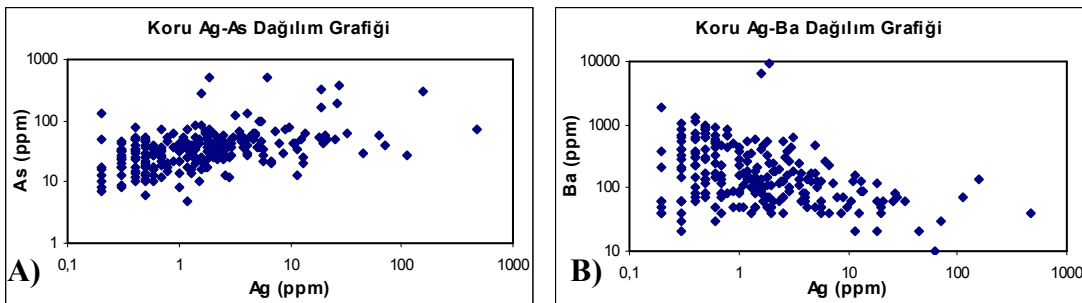 Koru Ag-As Dağılım Grafiği
1000
100
10
1
As (ppm)
0,1 1 10 100 1000
Ag (ppm)
A)
Koru Ag-Ba Dağılım Grafiği
10000
1000
100
10
Ba (ppm)
0,1 1 10 100 1000
Ag (ppm)
B)